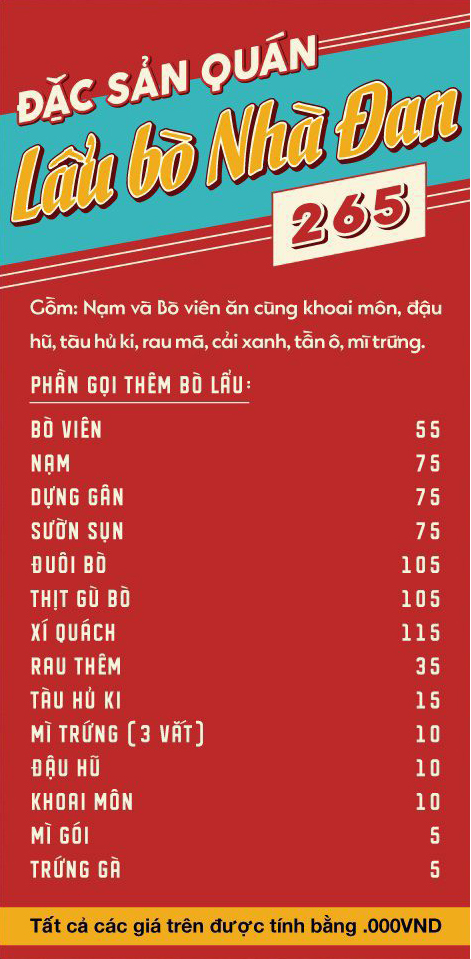 ĐẶC SẢN QUÁN
Lẩu bò Nhà Đan
265
Gồm: Nạm và Bò viên ăn cùng khoai môn, đậu
hũ, tàu hủ ki, rau má, cải xanh, tần ô, mì trứng.
PHẦN GỌI THÊM BÒ LẨU:
BÒ VIÊN 55
NẠM 75
DỰNG GÂN 75
SƯỜN SỤN 75
ĐUÔI BÒ 105
THỊT GÙ BÒ 105
XÍ QUÁCH 115
RAU THÊM 35
TÀU HỦ KI 15
MÌ TRỨNG (3 VẮT) 10
ĐẬU HŨ 10
KHOAI MÔN 10
MÌ GÓI 5
TRỨNG GÀ 5
Tất cả các giá trên được tính bằng .000VND